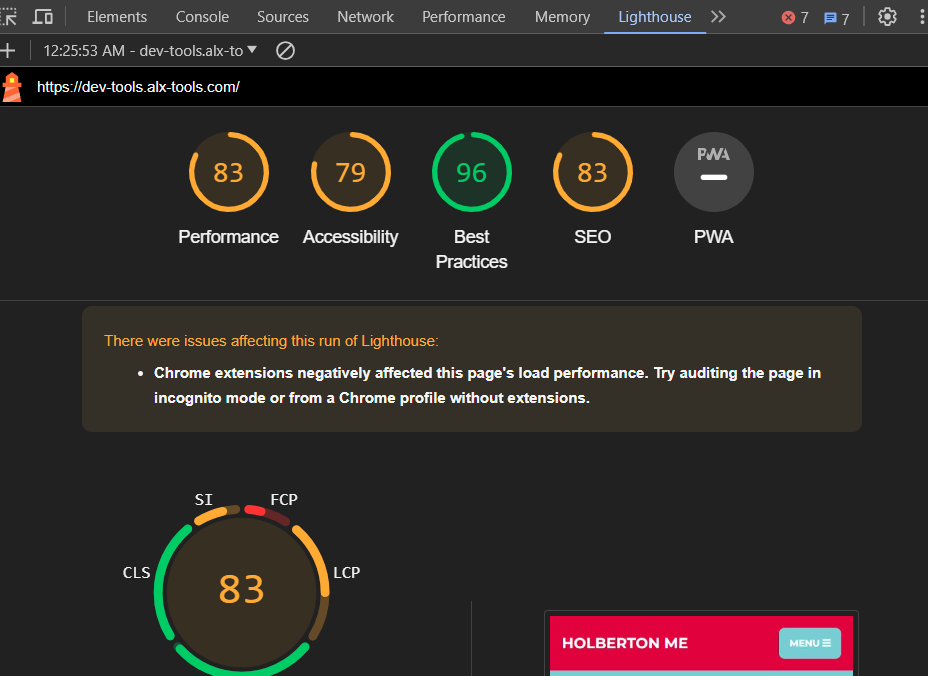 Elements Console Sources Network Performance Memory Lighthouse 7 7
12:25:53 AM - dev-tools.alx-to
https://dev-tools.alx-tools.com/
83 79 96 83 PWA
Performance Accessibility Best Practices SEO PWA
There were issues affecting this run of Lighthouse:
• Chrome extensions negatively affected this page's load performance. Try auditing the page in
incognito mode or from a Chrome profile without extensions.
SI FCP
CLS LCP
83
HOLBERTON ME MENU ☰